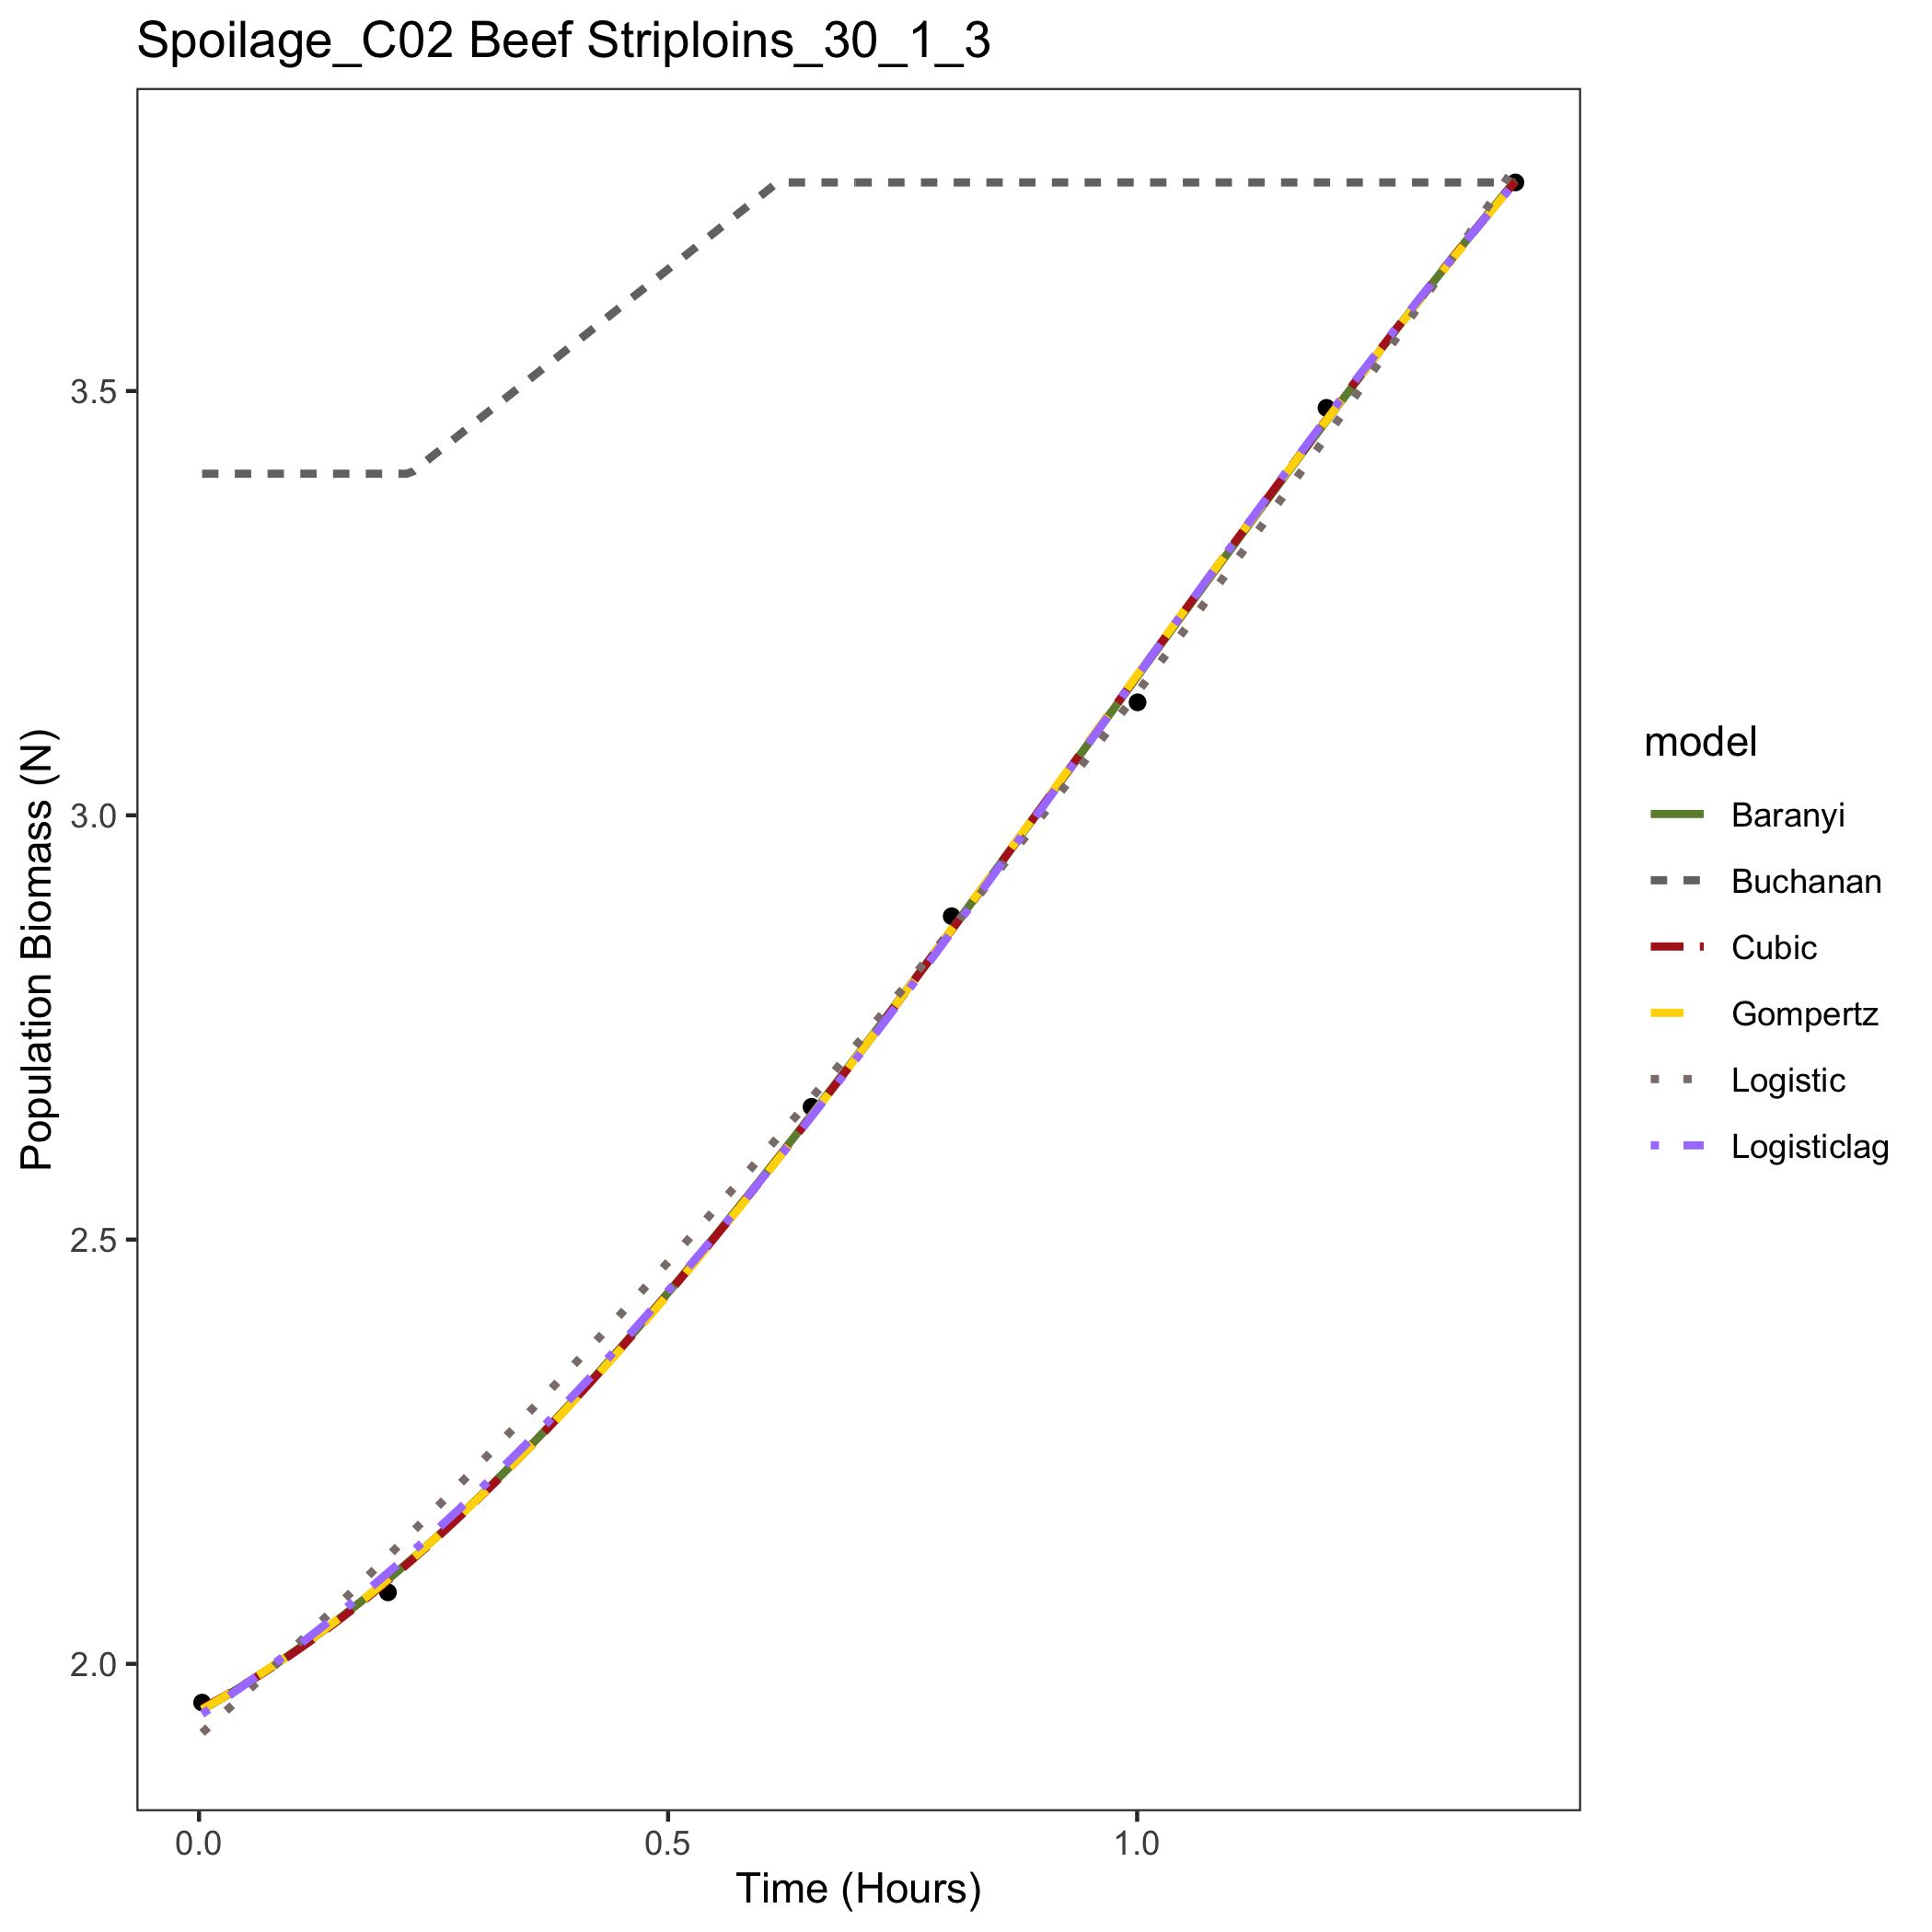 Spoilage_C02 Beef Striploins_30_1_3
Population Biomass (N)
3.5
3.0
2.5
2.0
0.0 0.5 1.0
Time (Hours)
model
Baranyi
Buchanan
Cubic
Gompertz
Logistic
Logisticlag